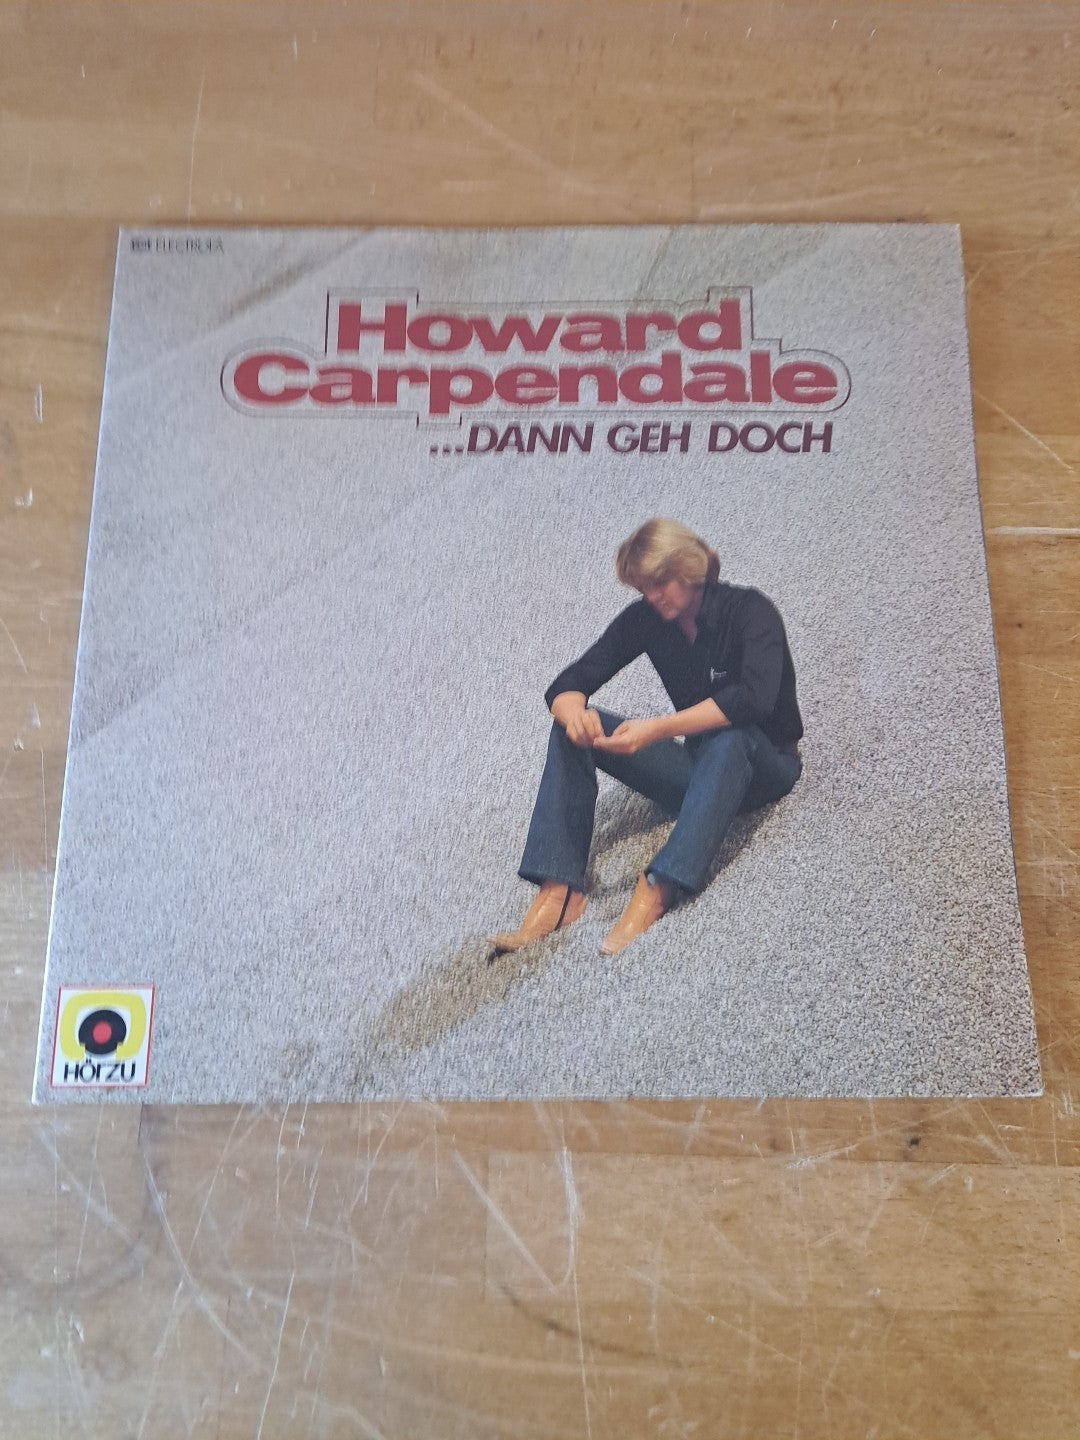 EMI ELECTROLA
Howard
Carpendale
...DANN GEH DOCH
HÖRZU